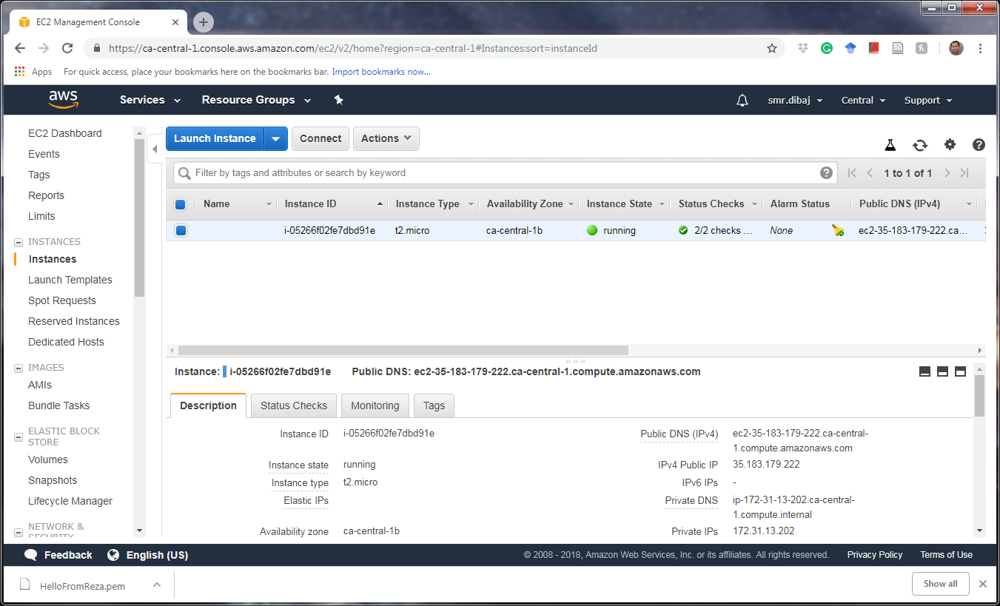 EC2 Management Console
https://ca-central-1.console.aws.amazon.com/ec2/v2/home?region=ca-central-1#Instances:sort=instanceId
Apps For quick access, place your bookmarks here on the bookmarks bar. Import bookmarks now...
aws Services Resource Groups smr.dibaj Central Support
EC2 Dashboard
Events
Tags
Reports
Limits
INSTANCES
Instances
Launch Templates
Spot Requests
Reserved Instances
Dedicated Hosts
IMAGES
AMIs
Bundle Tasks
ELASTIC BLOCK
STORE
Volumes
Snapshots
Lifecycle Manager
NETWORK &
SECURITY
Launch Instance Connect Actions
Filter by tags and attributes or search by keyword 1 to 1 of 1
Name Instance ID Instance Type Availability Zone Instance State Status Checks Alarm Status Public DNS (IPv4)
i-05266f02fe7dbd91e t2.micro ca-central-1b running 2/2 checks ... None ec2-35-183-179-222.ca...
Instance: i-05266f02fe7dbd91e Public DNS: ec2-35-183-179-222.ca-central-1.compute.amazonaws.com
Description Status Checks Monitoring Tags
Instance ID i-05266f02fe7dbd91e
Instance state running
Instance type t2.micro
Elastic IPs
Availability zone ca-central-1b
Public DNS (IPv4) ec2-35-183-179-222.ca-central-
1.compute.amazonaws.com
IPv4 Public IP 35.183.179.222
IPv6 IPs -
Private DNS ip-172-31-13-202.ca-central-
1.compute.internal
Private IPs 172.31.13.202
Feedback English (US) © 2008 - 2018, Amazon Web Services, Inc. or its affiliates. All rights reserved. Privacy Policy Terms of Use
HelloFromReza.pem Show all